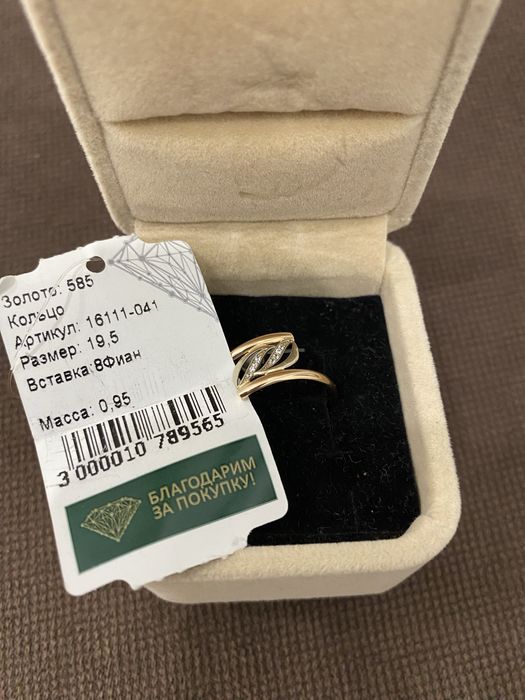 Золото: 585
Кольцо
Артикул: 16111-041
Размер: 19,5
Вставка:8Фиан
Масса: 0,95
3 000010 789565
БЛАГОДАРИМ
ЗА ПОКУПКУ!